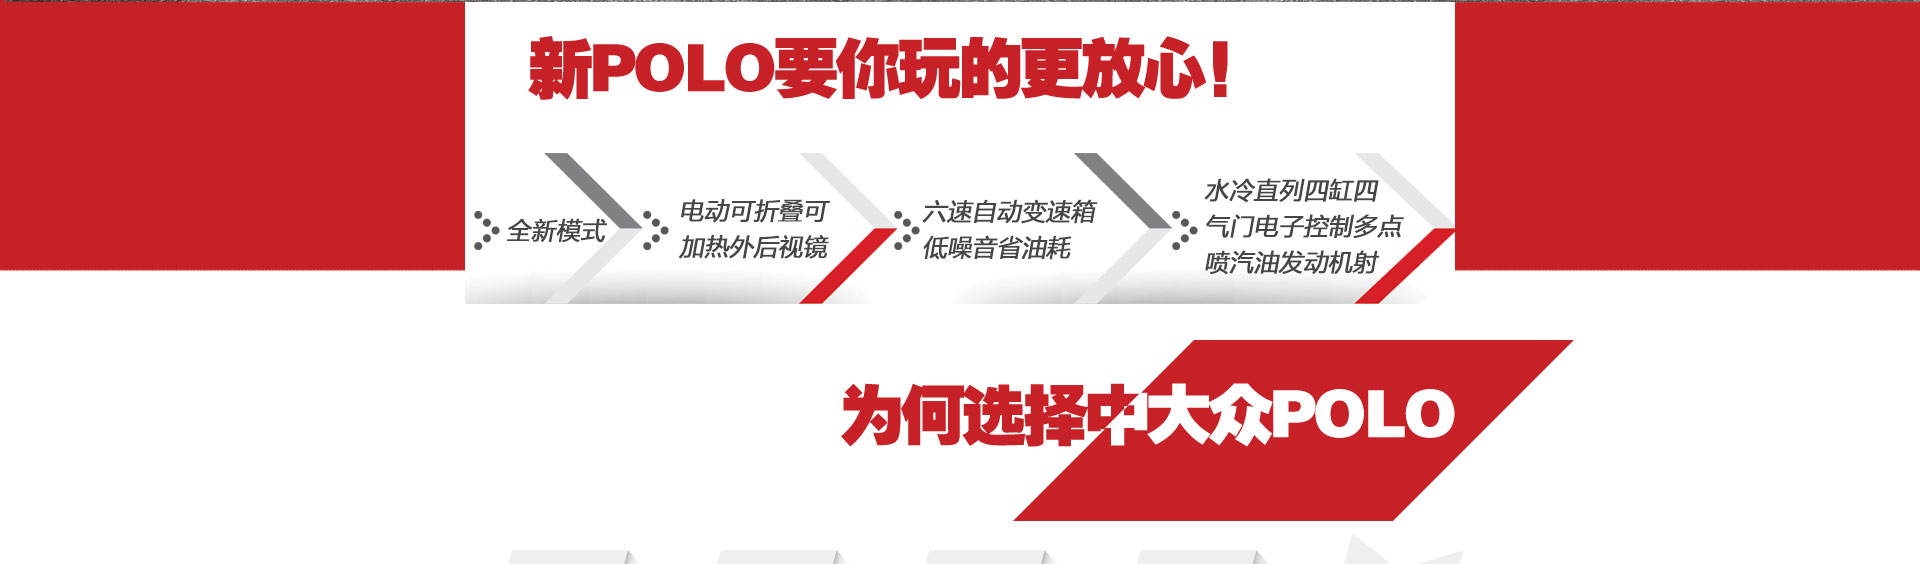 新POLO要你玩的更放心!
全新模式
电动可折叠可
加热外后视镜
六速自动变速箱
低噪音省油耗
水冷直列四缸四
气门电子控制多点
喷汽油发动机射
为何选择中大众POLO